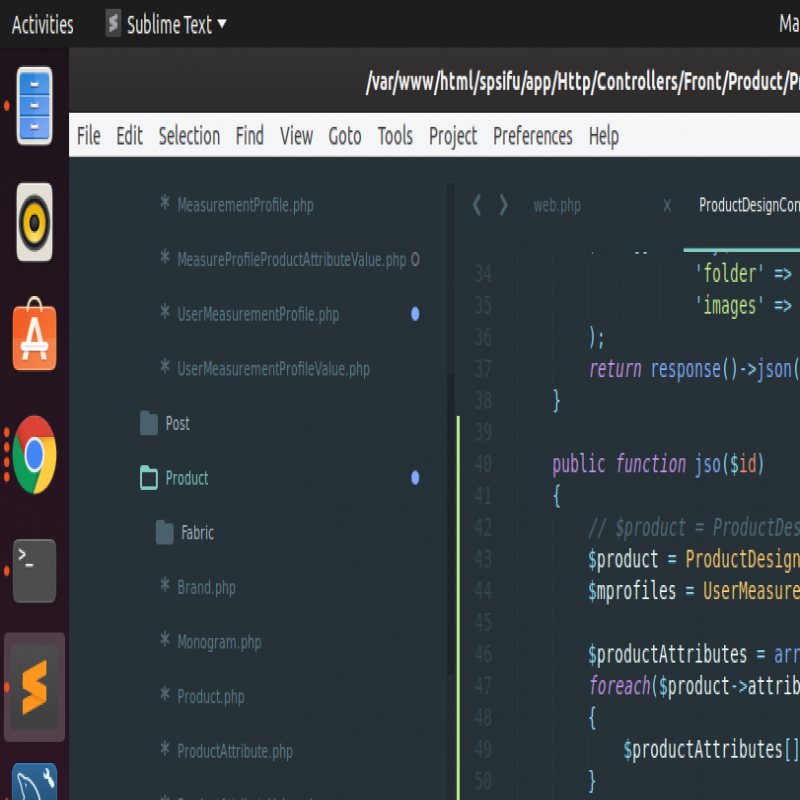 Activities
Sublime Text
Ma
/var/www/html/spsifu/app/Http/Controllers/Front/Product/P
File Edit Selection Find View Goto Tools Project Preferences Help
MeasurementProfile.php
MeasureProfileProductAttributeValue.php
UserMeasurementProfile.php
UserMeasurementProfileValue.php
Post
Product
Fabric
Brand.php
Monogram.php
Product.php
ProductAttribute.php
web.php x ProductDesignCon
34 'folder' =>
35 'images' =>
36 );
37 return response()->json(
38 }
39
40 public function jso($id)
41 {
42 // $product = ProductDes
43 $product = ProductDesign
44 $mprofiles = UserMeasure
45
46 $productAttributes = arr
47 foreach($product->attrib
48 {
49 $productAttributes[]
50 }